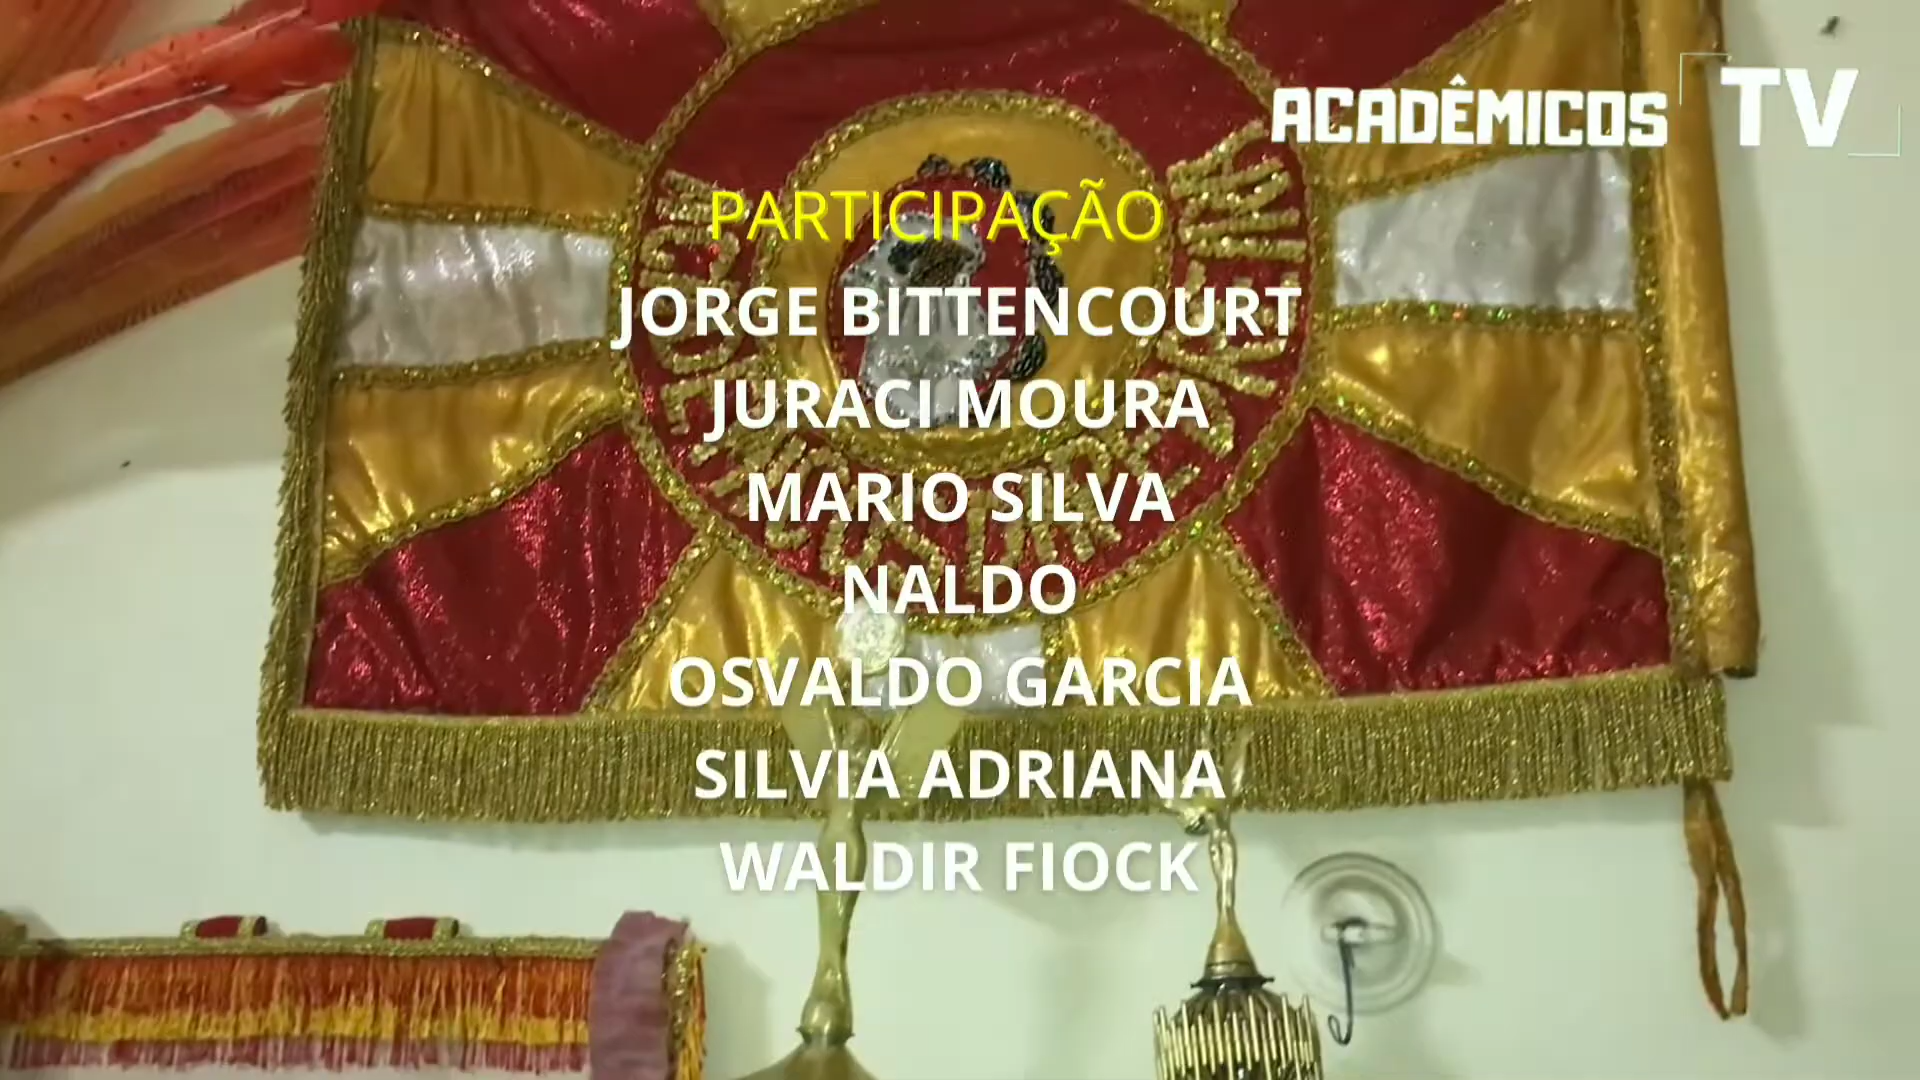 ACADÊMICOS TV
PARTICIPAÇÃO
JORGE BITTENCOURT
JURACI MOURA
MARIO SILVA
NALDO
OSVALDO GARCIA
SILVIA ADRIANA
WALDIR FIOCK